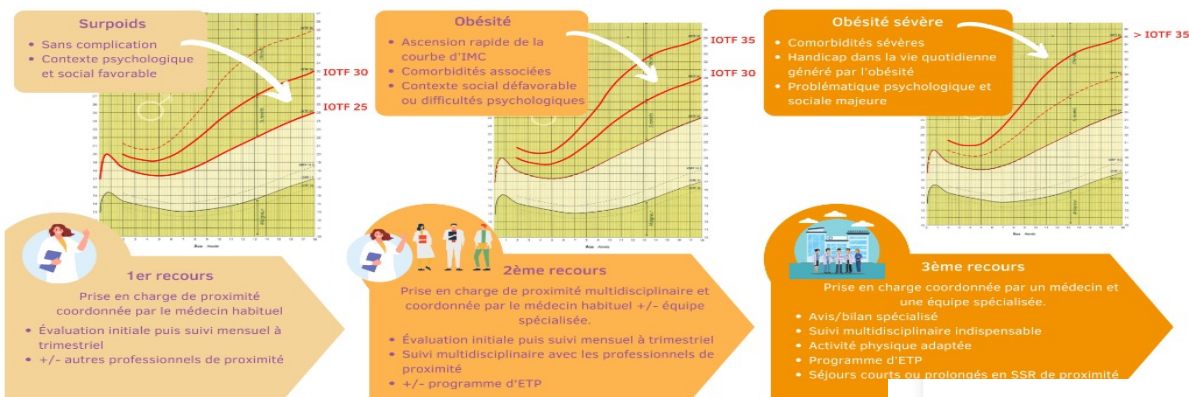 Surpoids
• Sans complication
• Contexte psychologique
et social favorable
IOTF 30
IOTF 25
1er recours
Prise en charge de proximité
coordonnée par le médecin habituel
• Évaluation initiale puis suivi mensuel à
trimestriel
• +/- autres professionnels de proximité
Obésité
• Ascension rapide de la
courbe d'IMC
• Comorbidités associées
• Contexte social défavorable
ou difficultés psychologiques
IOTF 35
IOTF 30
2ème recours
Prise en charge de proximité multidisciplinaire et
coordonnée par le médecin habituel +/- équipe
spécialisée.
• Évaluation initiale puis suivi mensuel à trimestriel
• Suivi multidisciplinaire avec les professionnels de
proximité
• +/- programme d'ETP
Obésité sévère
• Comorbidités sévères
• Handicap dans la vie quotidienne
généré par l'obésité
• Problématique psychologique et
sociale majeure
> IOTF 35
3ème recours
Prise en charge coordonnée par un médecin et
une équipe spécialisée.
• Avis/bilan spécialisé
• Suivi multidisciplinaire indispensable
• Activité physique adaptée
• Programme d'ETP
• Séjours courts ou prolongés en SSR de proximité